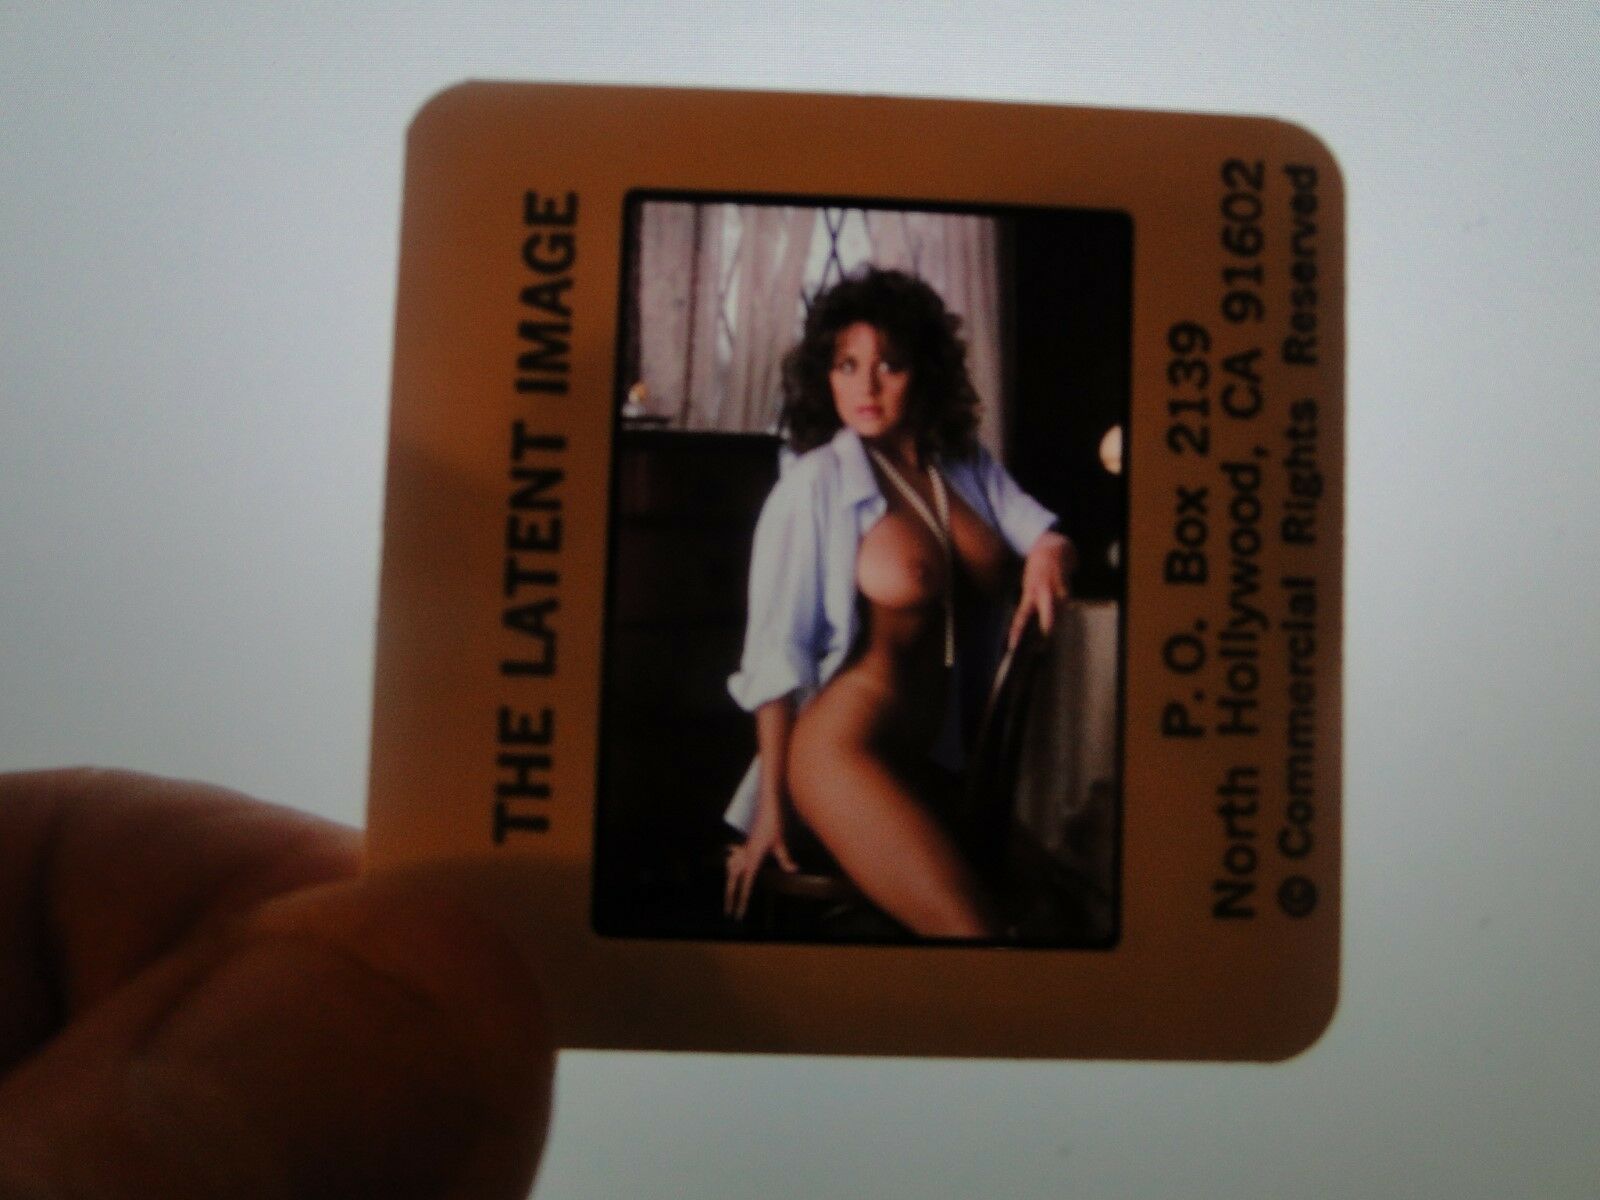 THE LATENT IMAGE
P.O. Box 2139
North Hollywood, CA 91602
© Commercial Rights Reserved